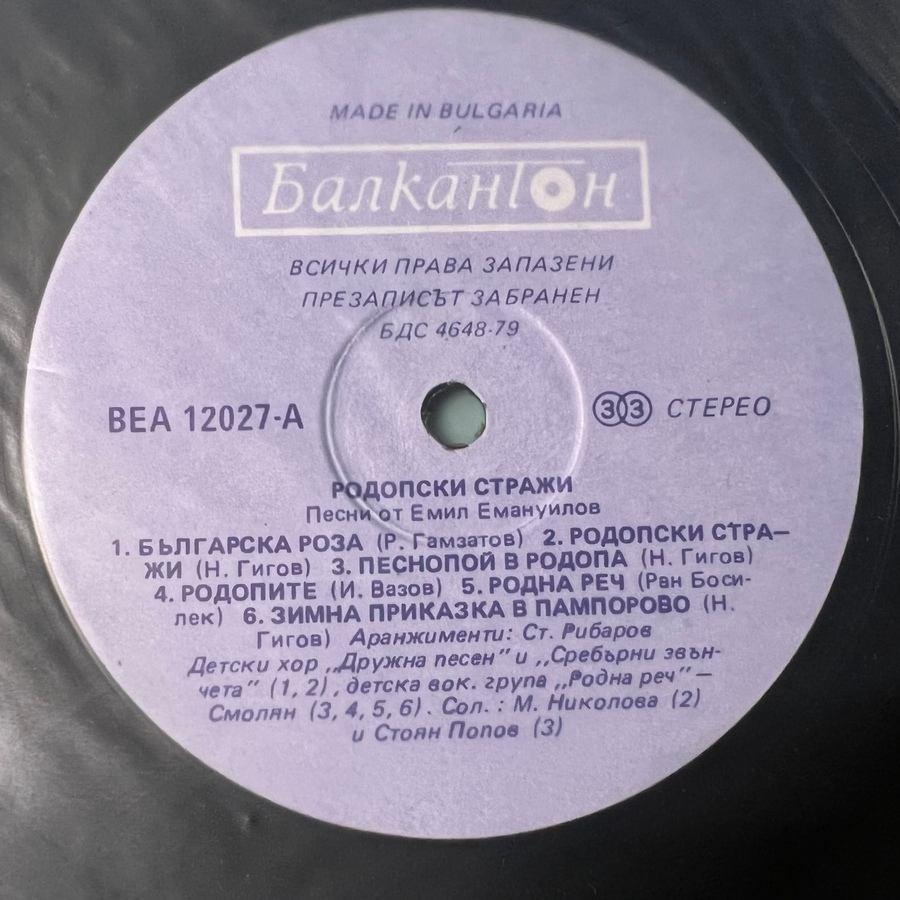 MADE IN BULGARIA
Балкантон
ВСИЧКИ ПРАВА ЗАПАЗЕНИ
ПРЕЗАПИСЪТ ЗАБРАНЕН
БДС 4648-79
ВЕА 12027-А
33 СТЕРЕО
РОДОПСКИ СТРАЖИ
Песни от Емил Емануилов
1. БЪЛГАРСКА РОЗА (Р. Гамзатов) 2. РОДОПСКИ СТРА—
ЖИ (Н. Гигов) 3. ПЕСНОПОЙ В РОДОПА (Н. Гигов)
4. РОДОПИТЕ (И. Вазов) 5. РОДНА РЕЧ (Ран Боси-
лек) 6. ЗИМНА ПРИКАЗКА В ПАМПОРОВО (Н.
Гигов) Аранжименти: Ст. Рибаров
Детски хор „Дружна песен" и „Сребърни звън-
чета" (1, 2), детска вок. група „Родна реч" —
Смолян (3, 4, 5, 6). Сол.: М. Николова (2)
и Стоян Попов (3)